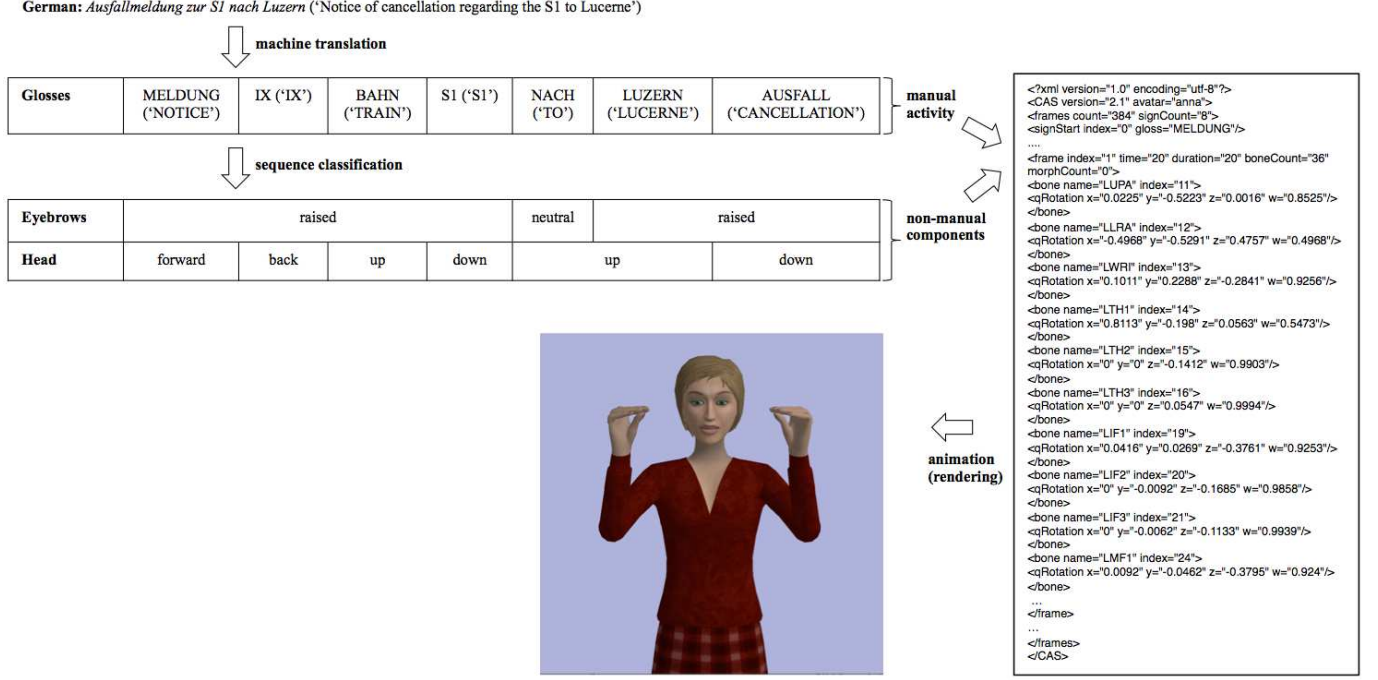 German: Ausfallmeldung zur S1 nach Luzern (‘Notice of cancellation regarding the S1 to Lucerne’)
machine translation
Glosses MELDUNG IX (‘IX’) BAHN S1 (‘S1’) NACH LUZERN AUSFALL
(‘NOTICE’) (‘TRAIN’) (‘TO’) (‘LUCERNE’) (‘CANCELLATION’)
manual
activity
sequence classification
Eyebrows raised neutral raised
Head forward back up down up down
non-manual
components
<?xml version="1.0" encoding="utf-8"?>
<CAS version="2.1" avatar="anna">
<frames count="384" signCount="8">
<signStart index="0" gloss="MELDUNG"/>
....
<frame index="1" time="20" duration="20" boneCount="36"
morphCount="0">
<bone name="LUPA" index="11">
<qRotation x="0.0225" y="-0.5223" z="0.0016" w="0.8525"/>
</bone>
<bone name="LLRA" index="12">
<qRotation x="-0.4968" y="-0.5291" z="0.4757" w="0.4968"/>
</bone>
<bone name="LWRI" index="13">
<qRotation x="0.1011" y="0.2288" z="-0.2841" w="0.9256"/>
</bone>
<bone name="LTH1" index="14">
<qRotation x="0.8113" y="-0.198" z="0.0563" w="0.5473"/>
</bone>
<bone name="LTH2" index="15">
<qRotation x="0" y="0" z="-0.1412" w="0.9903"/>
</bone>
<bone name="LTH3" index="16">
<qRotation x="0" y="0" z="0.0547" w="0.9994"/>
</bone>
<bone name="LIF1" index="19">
<qRotation x="0.0416" y="0.0269" z="-0.3761" w="0.9253"/>
</bone>
<bone name="LIF2" index="20">
<qRotation x="0" y="-0.0092" z="-0.1685" w="0.9858"/>
</bone>
<bone name="LIF3" index="21">
<qRotation x="0" y="-0.0062" z="-0.1133" w="0.9939"/>
</bone>
<bone name="LMF1" index="24">
<qRotation x="0.0092" y="-0.0462" z="-0.3795" w="0.924"/>
</bone>
...
</frame>
...
</frames>
</CAS>
animation
(rendering)